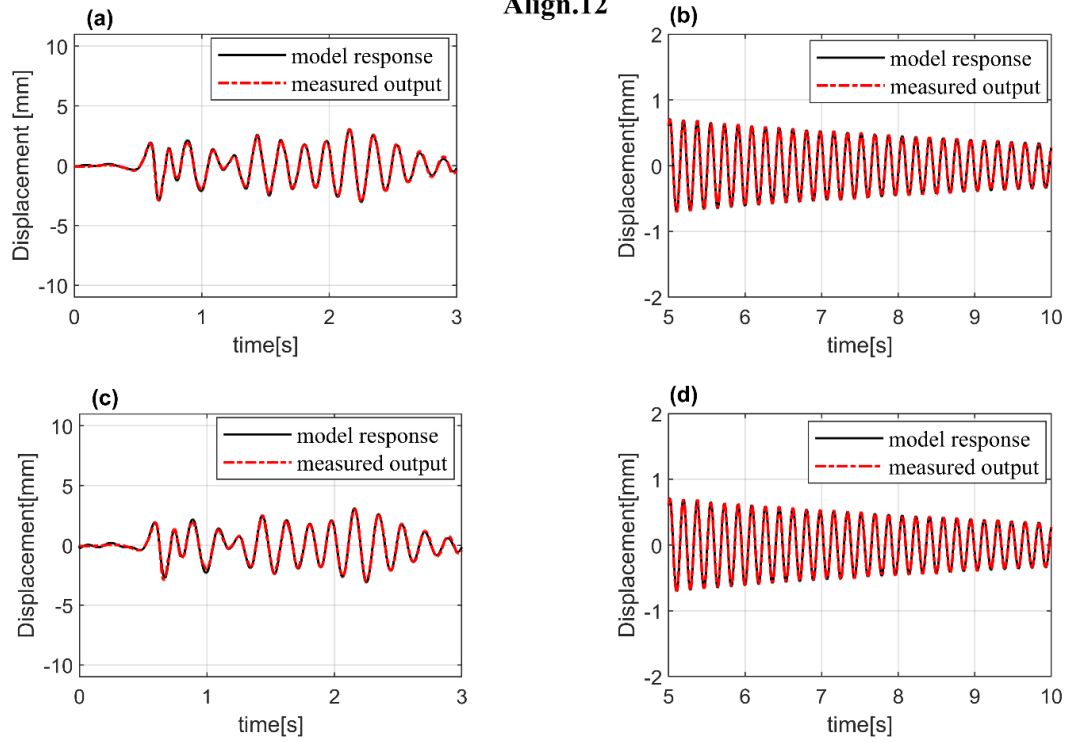 Align.12
(a)
10
5
0
-5
-10
Displacement [mm]
model response
measured output
0 1 2 3
time[s]
(b)
2
1
0
-1
-2
Displacement[mm]
model response
measured output
5 6 7 8 9 10
time[s]
(c)
10
5
0
-5
-10
Displacement[mm]
model response
measured output
0 1 2 3
time[s]
(d)
2
1
0
-1
-2
Displacement[mm]
model response
measured output
5 6 7 8 9 10
time[s]